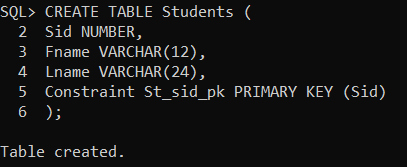 SQL> CREATE TABLE Students (
  2  Sid NUMBER,
  3  Fname VARCHAR(12),
  4  Lname VARCHAR(24),
  5  Constraint St_sid_pk PRIMARY KEY (Sid)
  6  );
Table created.